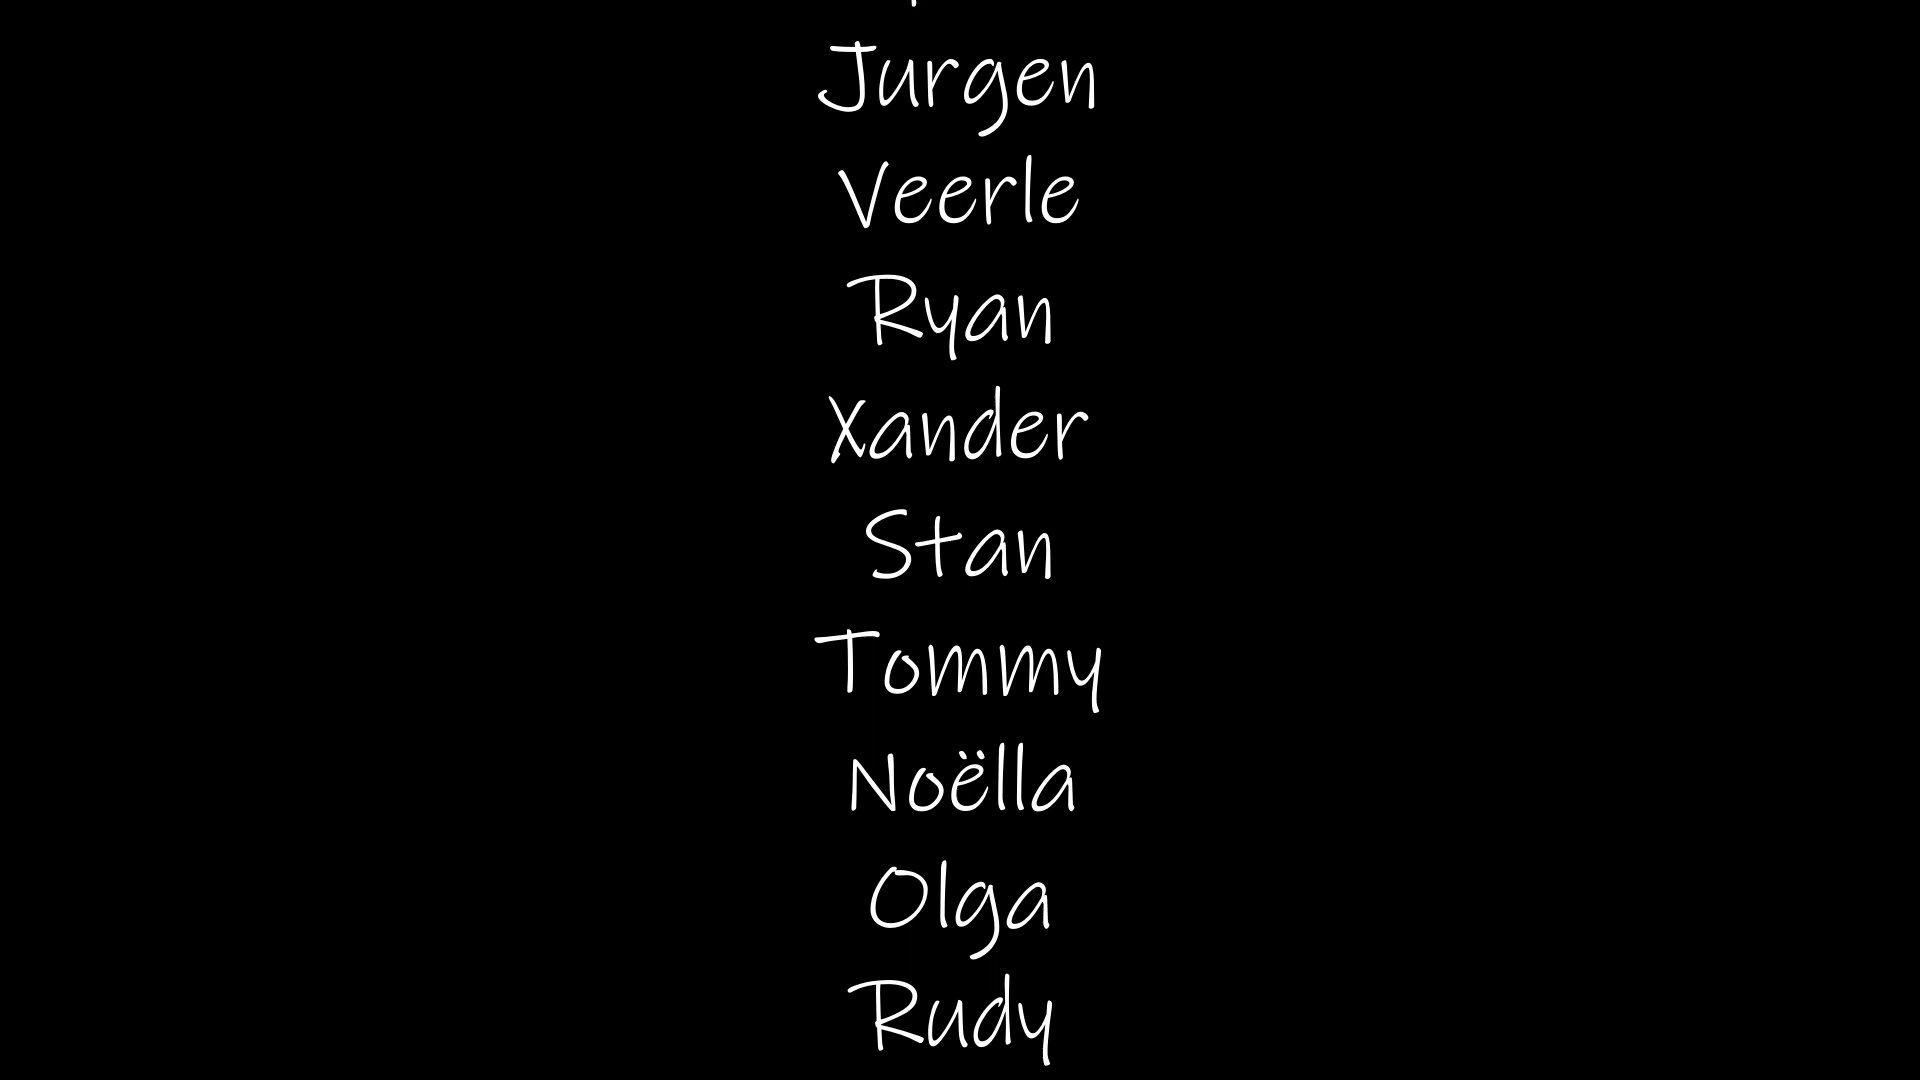 Jurgen
Veerle
Ryan
Xander
Stan
Tommy
Noëlla
Olga
Rudy